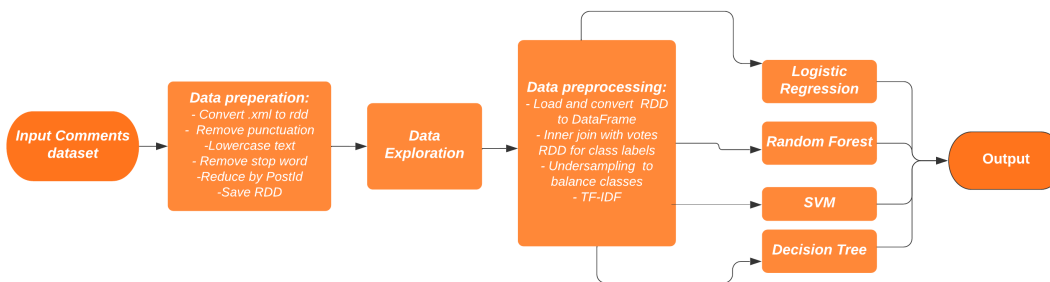 Input Comments
dataset
Data preperation:
- Convert .xml to rdd
- Remove punctuation
-Lowercase text
- Remove stop word
-Reduce by PostId
-Save RDD
Data
Exploration
Data preprocessing:
- Load and convert RDD
to DataFrame
- Inner join with votes
RDD for class labels
- Undersampling to
balance classes
- TF-IDF
Logistic
Regression
Random Forest
SVM
Decision Tree
Output